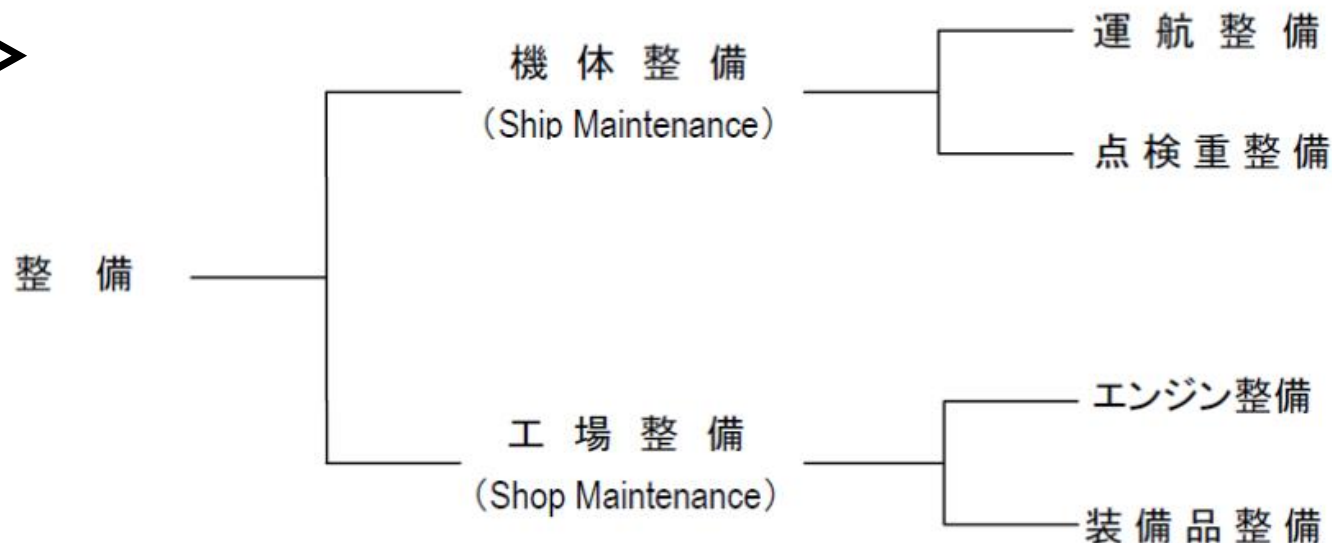 整備
機体整備
(Ship Maintenance)
運航整備
点検重整備
工場整備
(Shop Maintenance)
エンジン整備
装備品整備